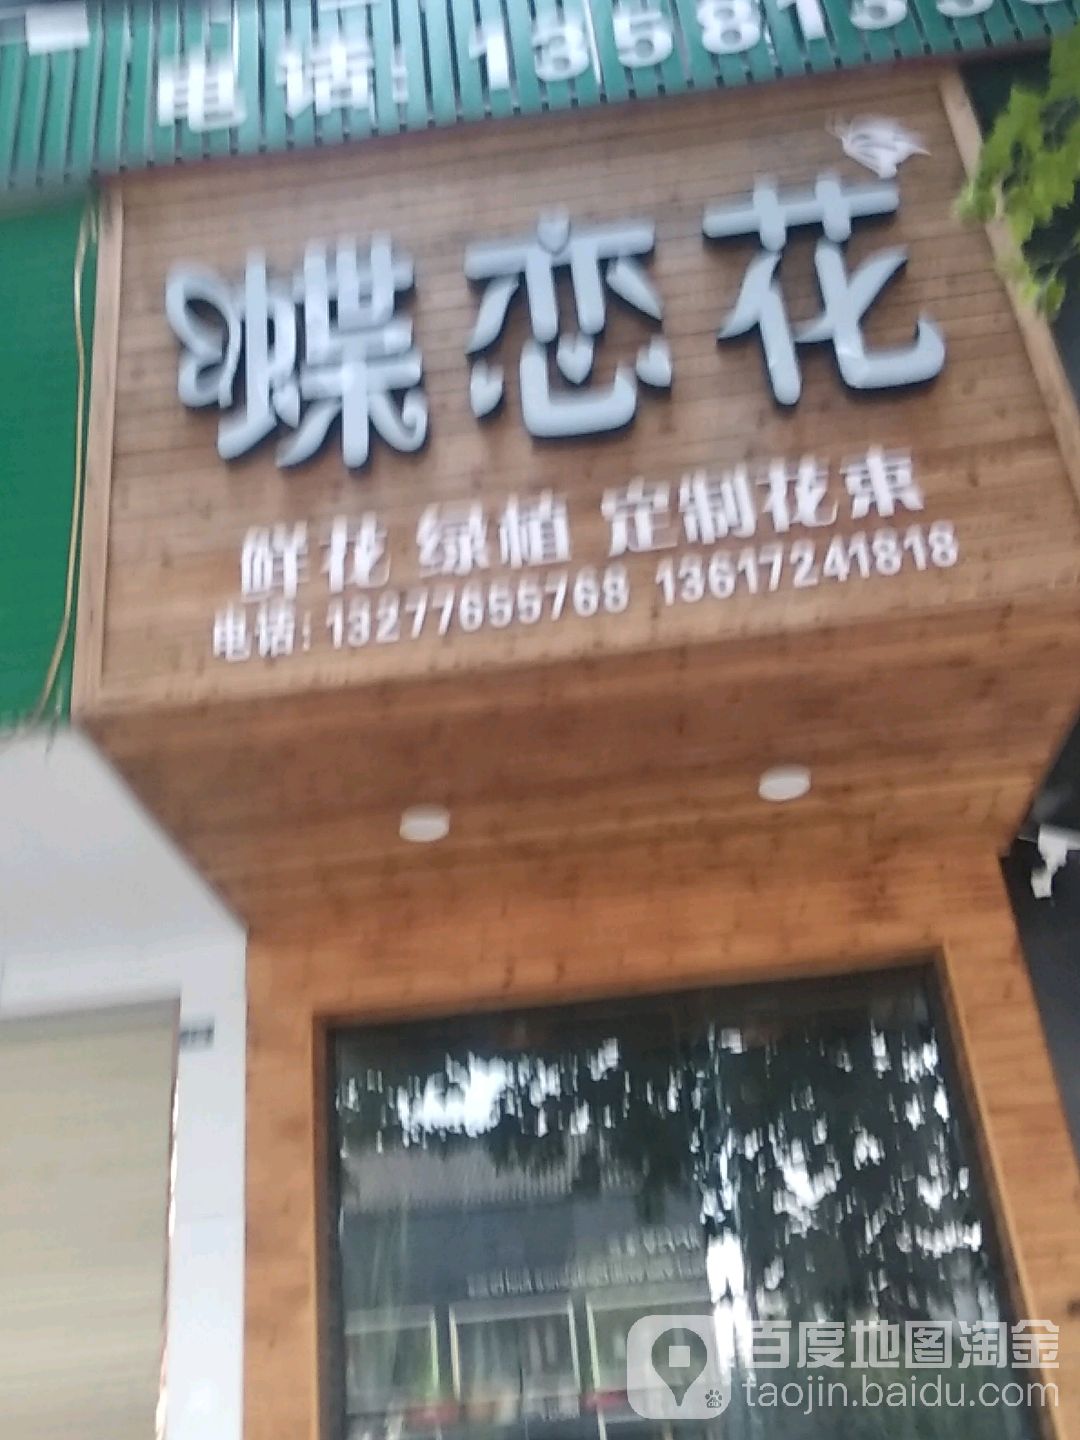 电话: 1358133
蝶恋花
鲜花 绿植 定制花束
电话: 13277655768 13617241818
百度地图淘金
taojin.baidu.com